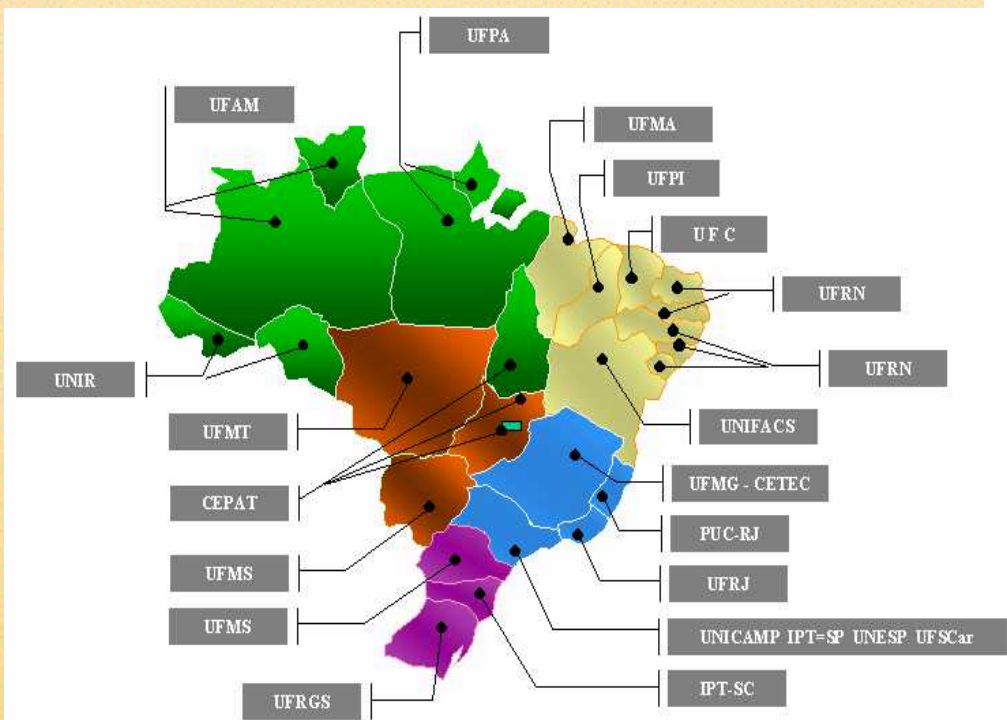 UFPA
UFAM
UFMA
UFPI
U F C
UFRN
UFRN
UNIR
UFMT
UNIFACS
CEPAT
UFMG - CETEC
PUC-RJ
UFMS
UFRJ
UFMS
UNICAMP IPT=SP UNESP UFSCar
UFRGS
IPT-SC